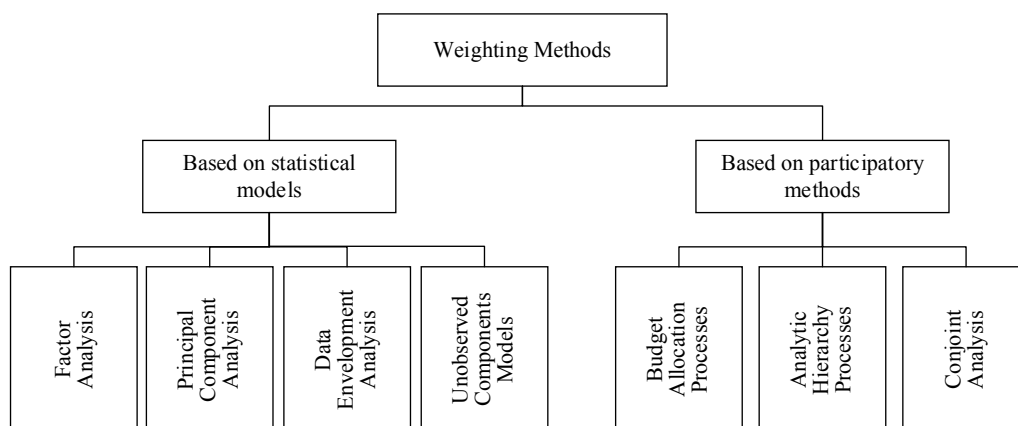 Weighting Methods
Based on statistical
models
Based on participatory
methods
Factor
Analysis
Principal
Component
Analysis
Data
Envelopment
Analysis
Unobserved
Components
Models
Budget
Allocation
Processes
Analytic
Hierarchy
Processes
Conjoint
Analysis